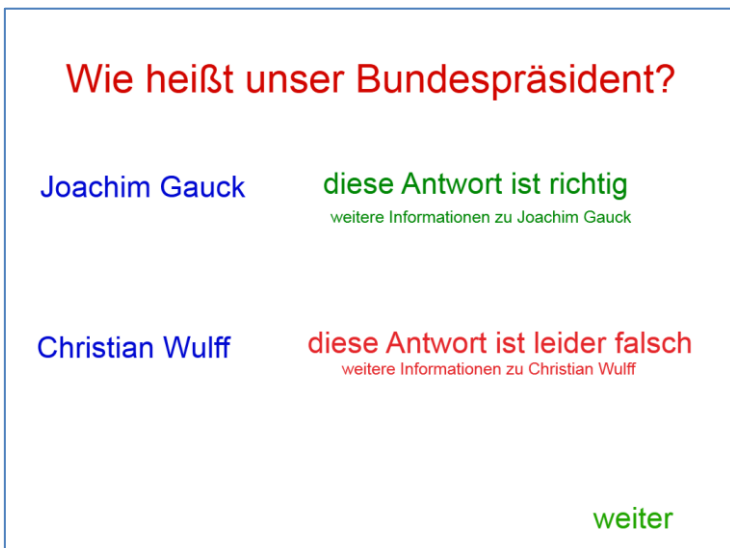 Wie heißt unser Bundespräsident?
Joachim Gauck
diese Antwort ist richtig
weitere Informationen zu Joachim Gauck
Christian Wulff
diese Antwort ist leider falsch
weitere Informationen zu Christian Wulff
weiter